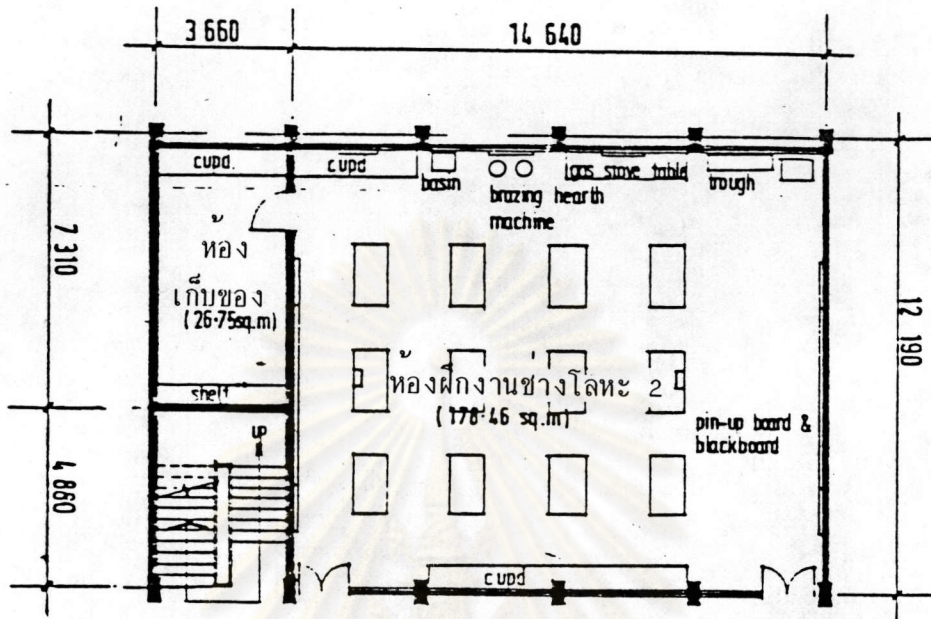 3 660
14 640
cupd.
cupd
basin
brazing hearth
machine
gas stove table
trough
7 310
ห้อง
เก็บของ
(26·75sq.m)
shelf
12 190
ห้องฝึกงานช่างโลหะ 2
(178·46 sq.m)
pin-up board &
blackboard
up
4 860
cupd